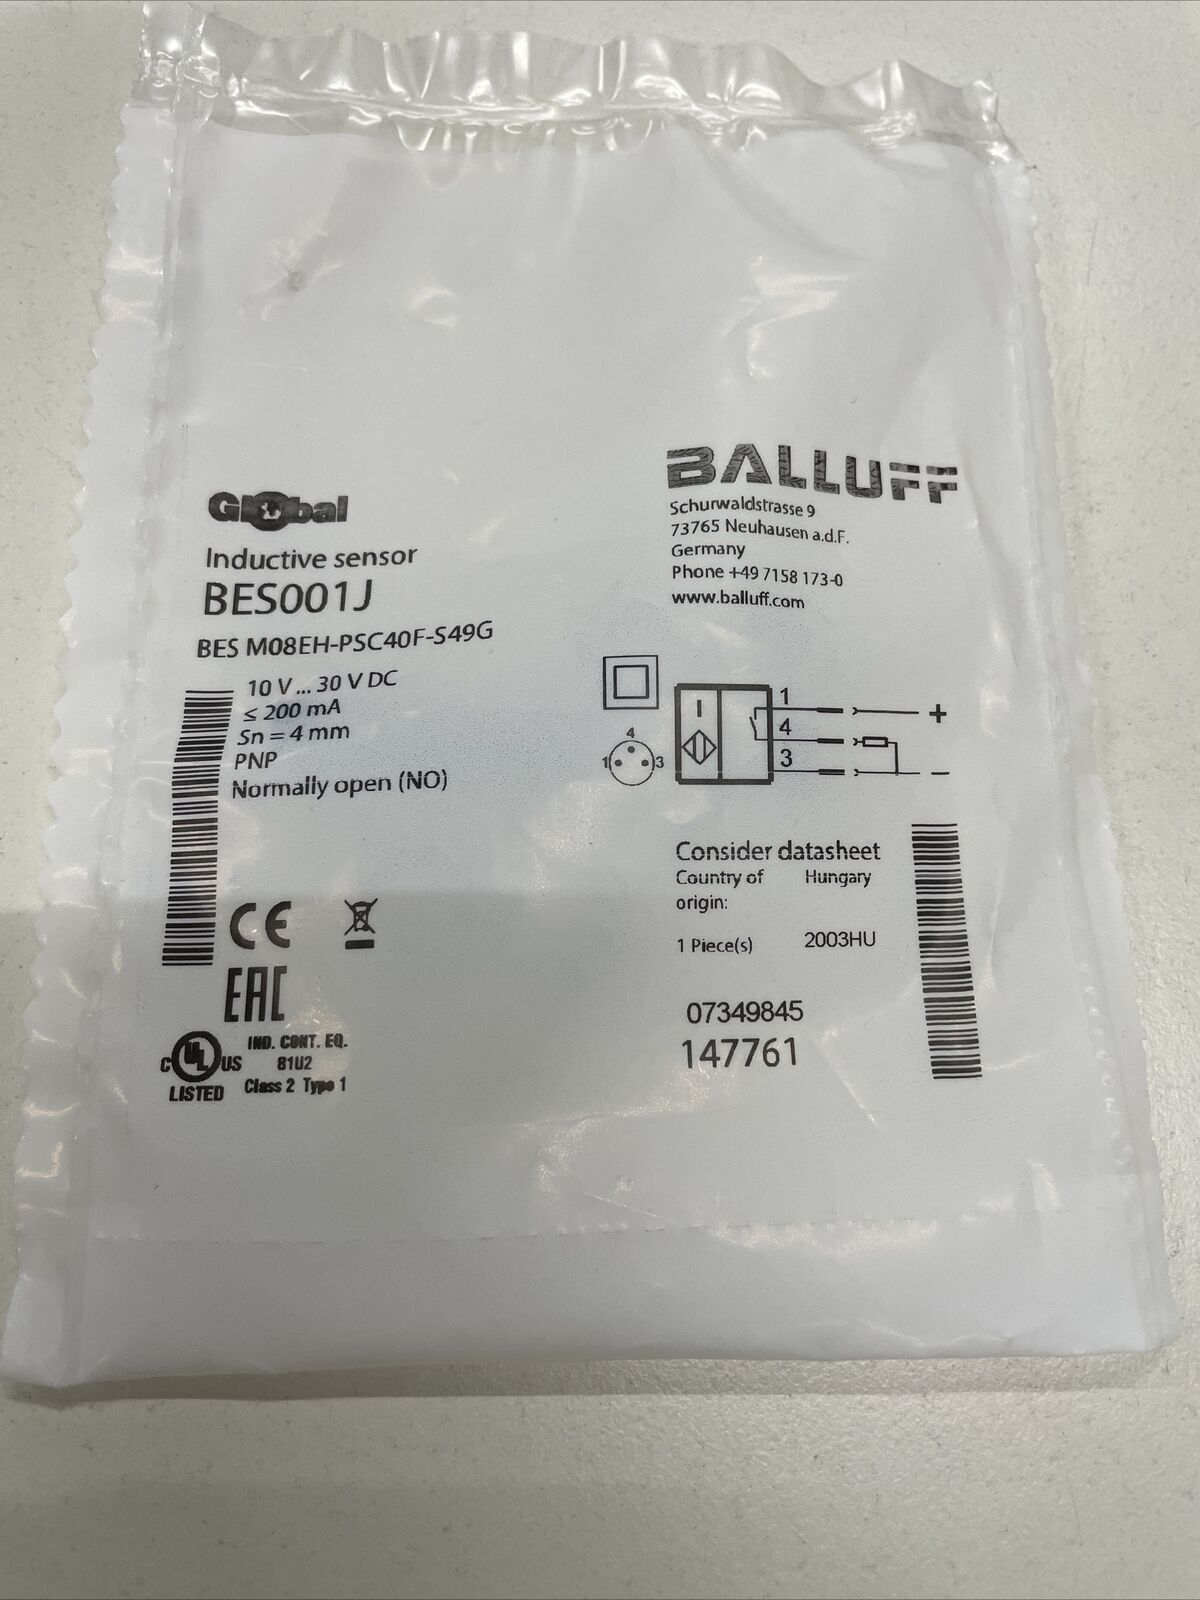 Global
Inductive sensor
BES001J
BES M08EH-PSC40F-S49G
10 V ... 30 V DC
≤ 200 mA
Sn = 4 mm
PNP
Normally open (NO)
CE
EAC
C UL US
LISTED
IND. CONT. EQ.
81U2
Class 2 Type 1
BALLUFF
Schurwaldstrasse 9
73765 Neuhausen a.d.F.
Germany
Phone +49 7158 173-0
www.balluff.com
4
1 3
1 +
4
3 –
Consider datasheet
Country of Hungary
origin:
1 Piece(s) 2003HU
07349845
147761